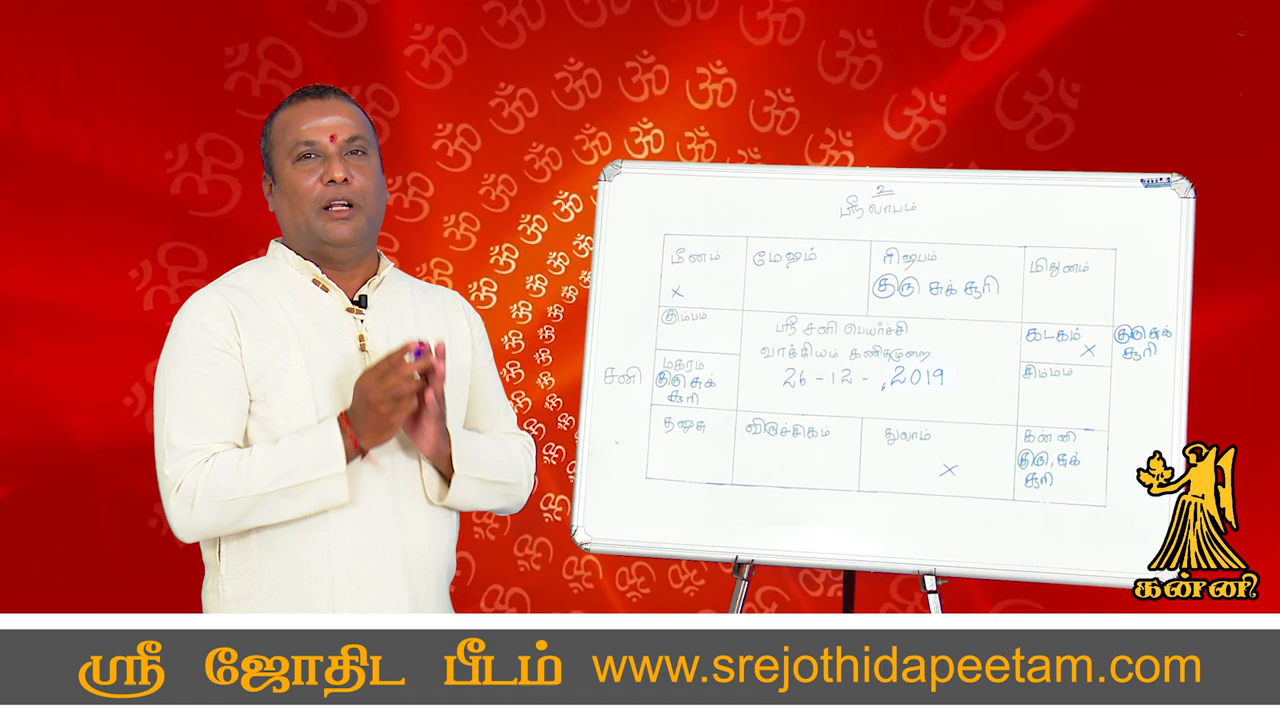 உ
ஸ்ரீ லாபம்
மீனம்
x
மேஷம்
ரிஷபம்
குரு சுக் சூரி
மிதுனம்
கும்பம்
ஸ்ரீ சனி பெயர்ச்சி
வாக்கியம் கணிதமுறை
26-12-,2019
கடகம்
x
குரு சுக்
சூரி
சனி
மகரம்
குரு சுக்
சூரி
சிம்மம்
தனுசு
விருச்சிகம்
துலாம்
x
கன்னி
குரு, சுக்
சூரி
கன்னி
ஸ்ரீ ஜோதிட பீடம் www.srejothidapeetam.com